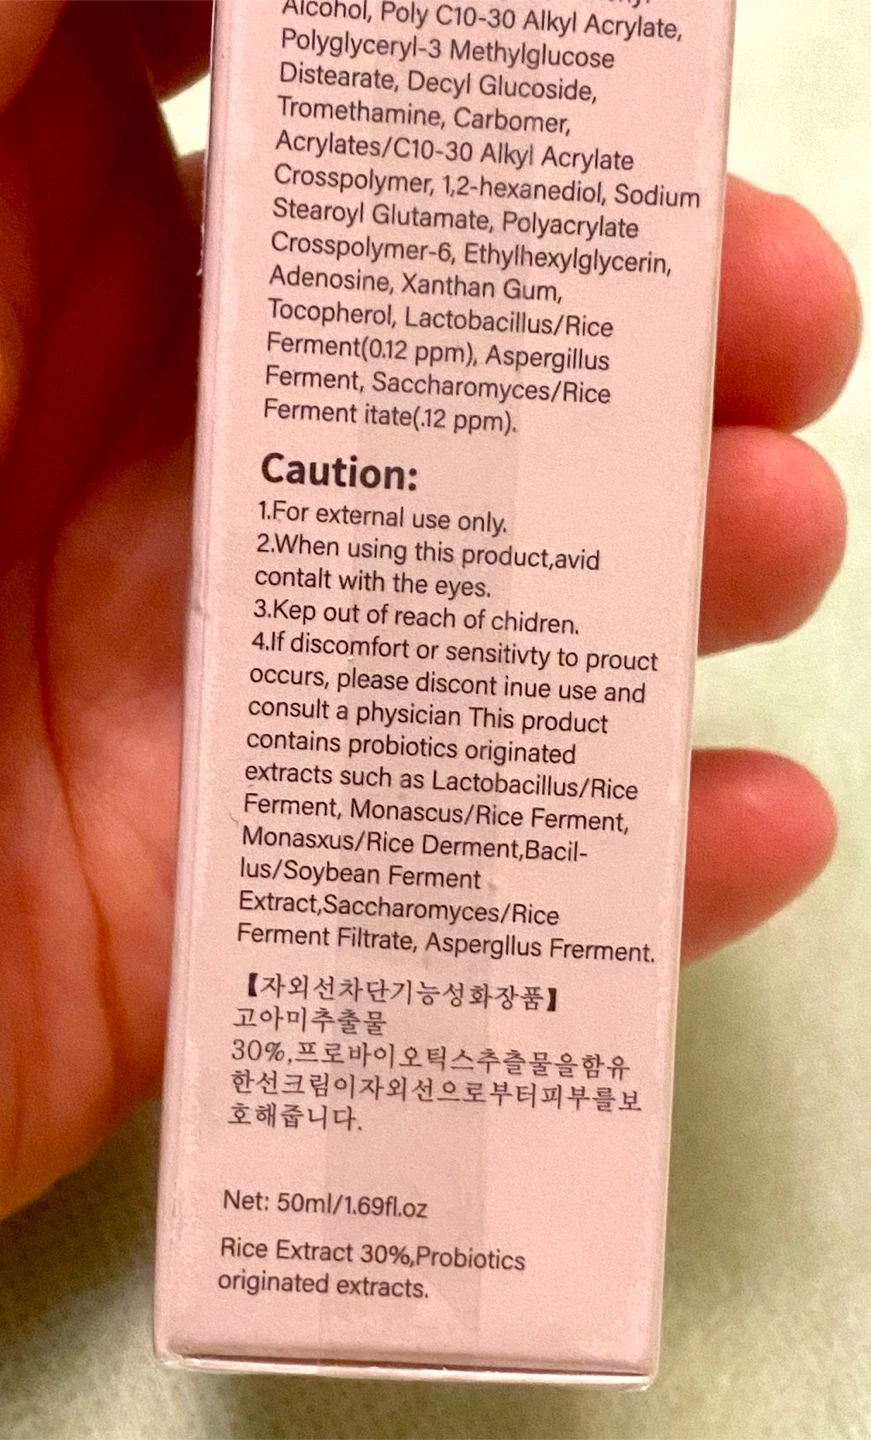 Alcohol, Poly C10-30 Alkyl Acrylate,
Polyglyceryl-3 Methylglucose
Distearate, Decyl Glucoside,
Tromethamine, Carbomer,
Acrylates/C10-30 Alkyl Acrylate
Crosspolymer, 1,2-hexanediol, Sodium
Stearoyl Glutamate, Polyacrylate
Crosspolymer-6, Ethylhexylglycerin,
Adenosine, Xanthan Gum,
Tocopherol, Lactobacillus/Rice
Ferment(0.12 ppm), Aspergillus
Ferment, Saccharomyces/Rice
Ferment itate(.12 ppm).
Caution:
1.For external use only.
2.When using this product,avid
contalt with the eyes.
3.Kep out of reach of chidren.
4.If discomfort or sensitivty to prouct
occurs, please discont inue use and
consult a physician This product
contains probiotics originated
extracts such as Lactobacillus/Rice
Ferment, Monascus/Rice Ferment,
Monasxus/Rice Derment,Bacil-
lus/Soybean Ferment
Extract,Saccharomyces/Rice
Ferment Filtrate, Aspergllus Frerment.
【자외선차단기능성화장품】
고아미추출물
30%,프로바이오틱스추츨물을함유
한선크림이자외선으로부터피부를보
호해줍니다.
Net: 50ml/1.69fl.oz
Rice Extract 30%,Probiotics
originated extracts.